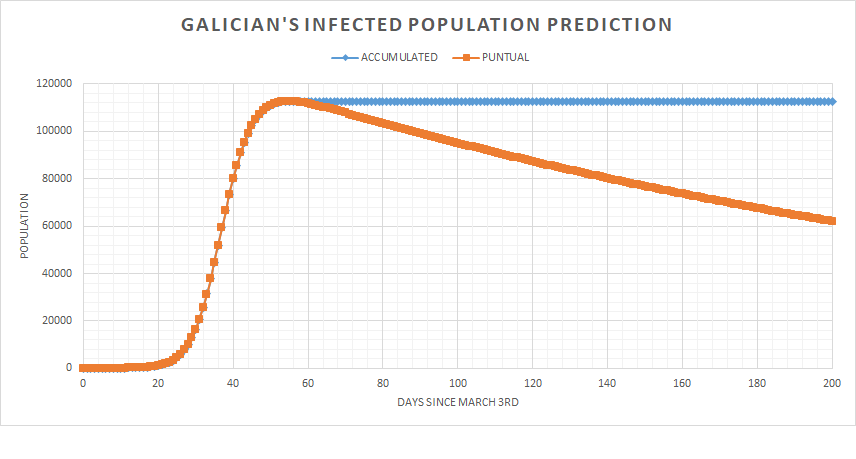 GALICIAN'S INFECTED POPULATION PREDICTION
ACCUMULATED PUNTUAL
120000
100000
80000
60000
40000
20000
0
POPULATION
0 20 40 60 80 100 120 140 160 180 200
DAYS SINCE MARCH 3RD